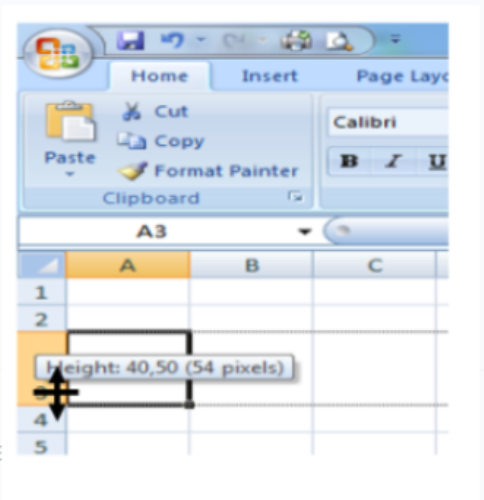 Home Insert Page Layo
Cut
Copy
Paste
Format Painter
Clipboard
Calibri
B I U
A3
A B C
1
2
Height: 40,50 (54 pixels)
3
4
5